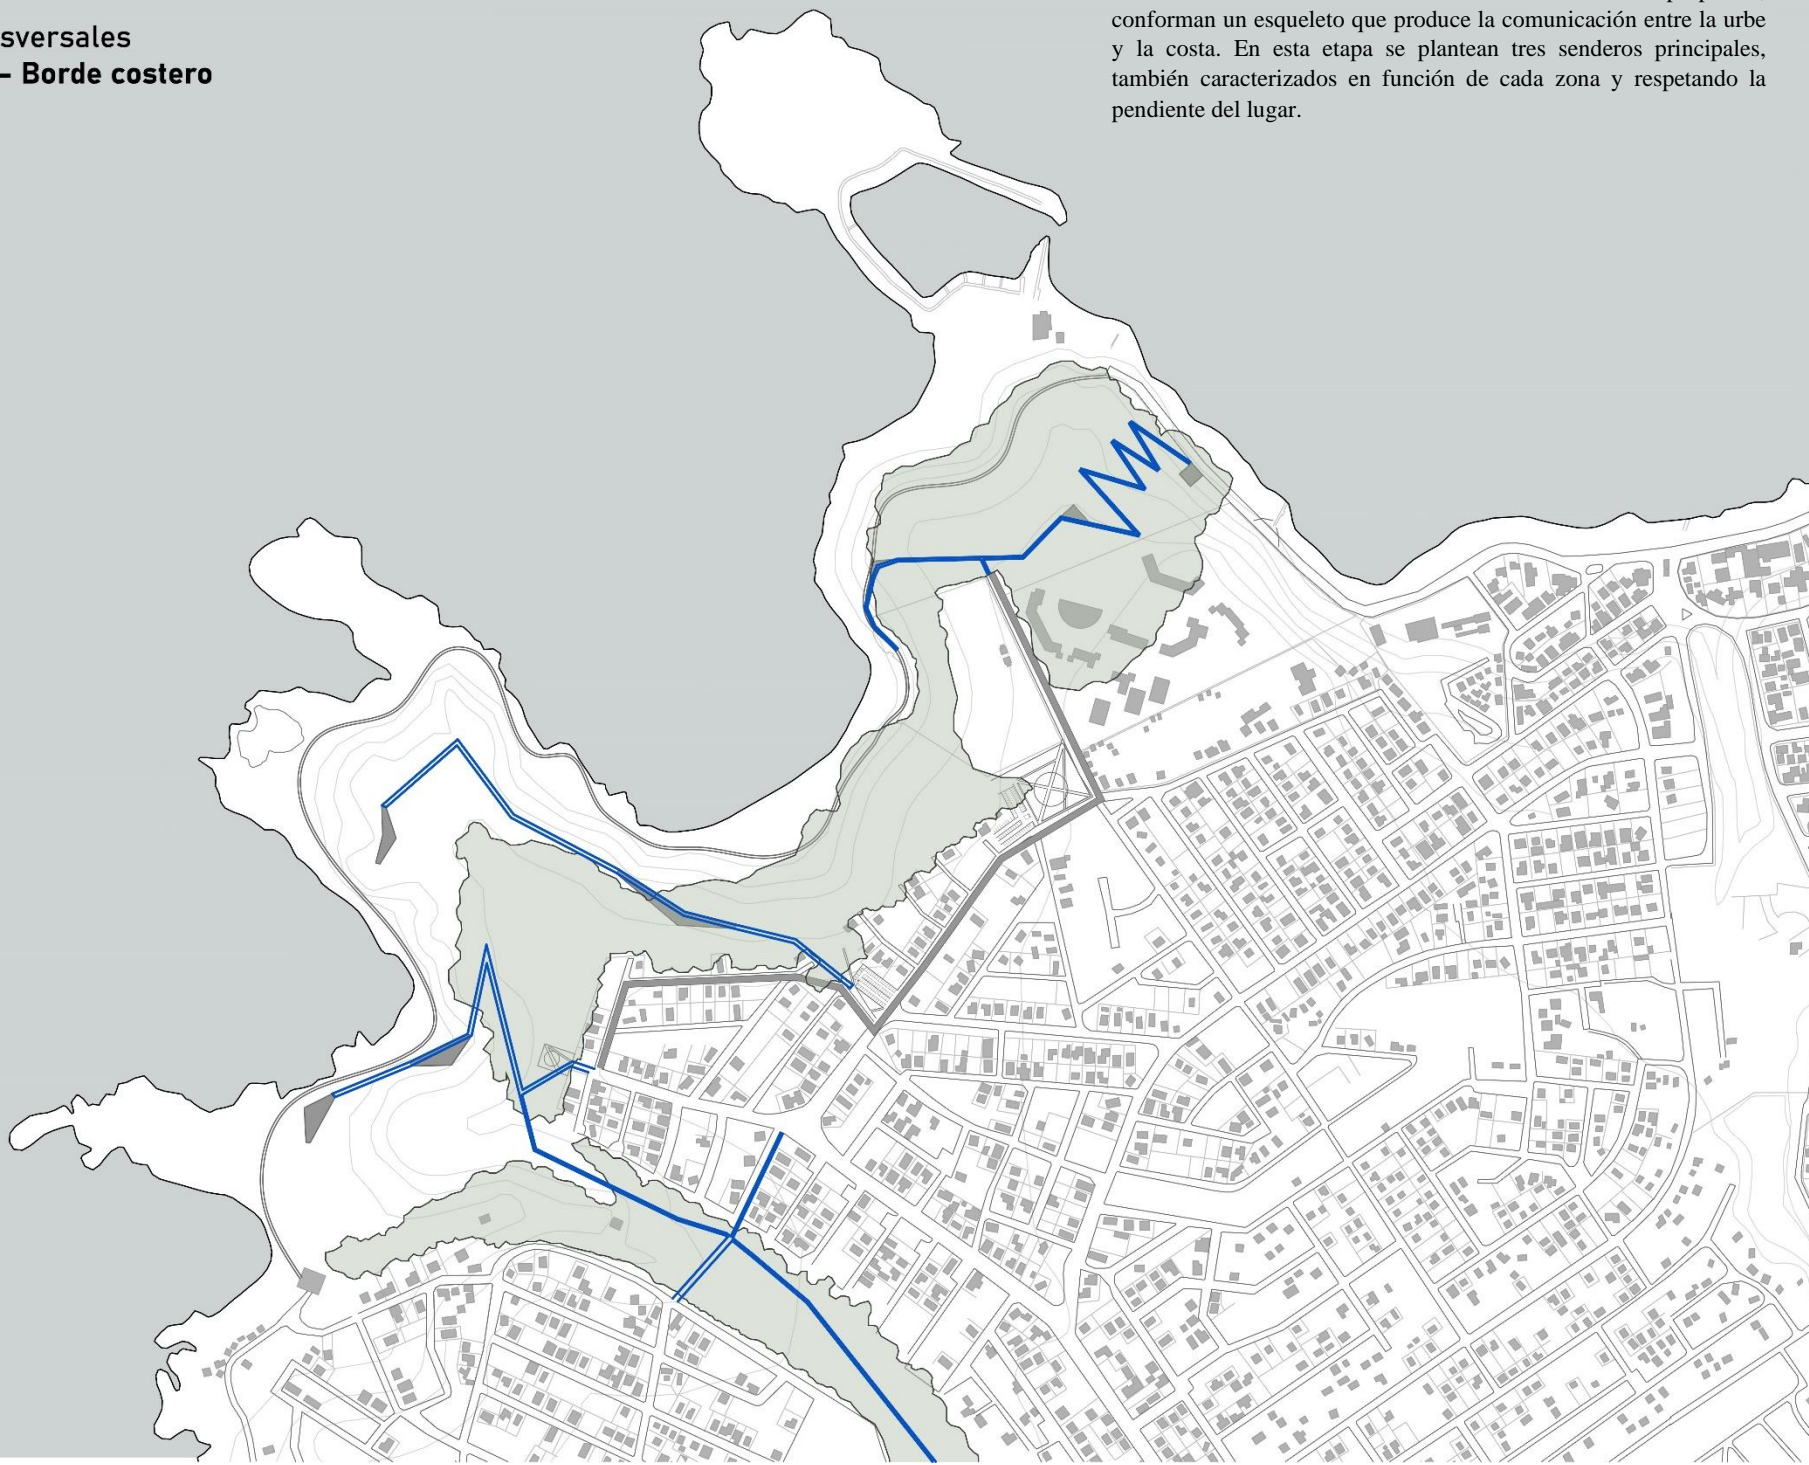 sversales
– Borde costero
conforman un esqueleto que produce la comunicación entre la urbe
y la costa. En esta etapa se plantean tres senderos principales,
también caracterizados en función de cada zona y respetando la
pendiente del lugar.